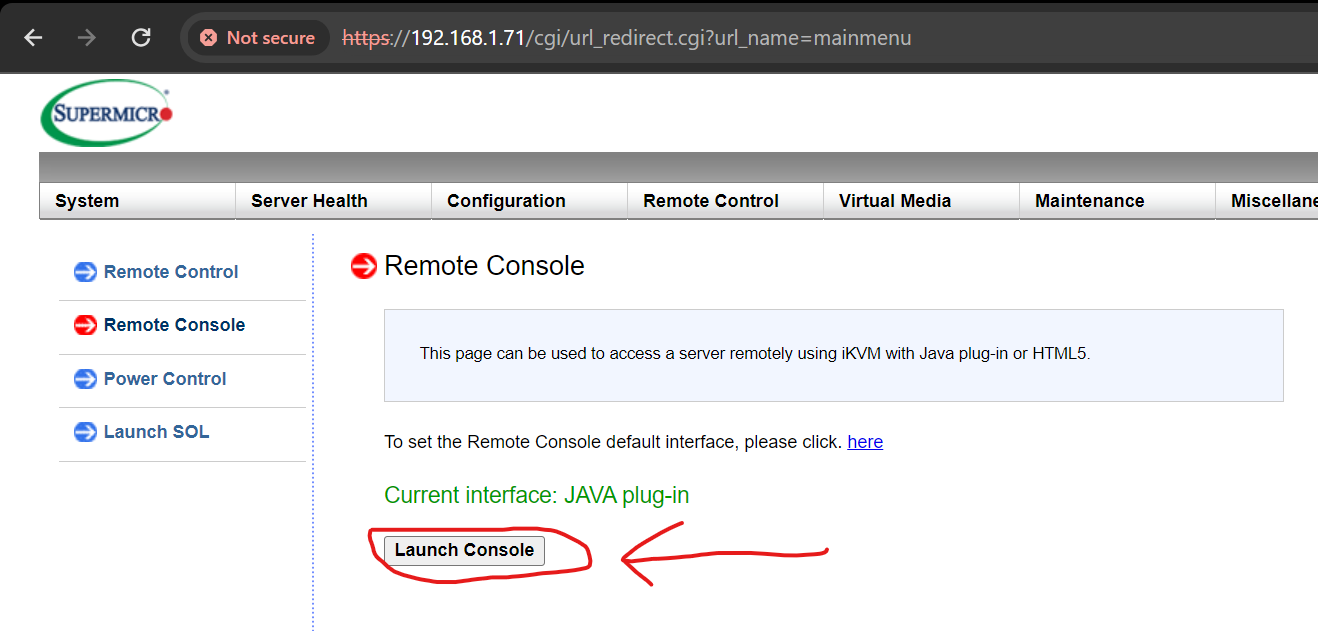 Not secure https://192.168.1.71/cgi/url_redirect.cgi?url_name=mainmenu
SUPERMICR
System Server Health Configuration Remote Control Virtual Media Maintenance Miscellane
Remote Control
Remote Console
Power Control
Launch SOL
Remote Console
This page can be used to access a server remotely using iKVM with Java plug-in or HTML5.
To set the Remote Console default interface, please click. here
Current interface: JAVA plug-in
Launch Console